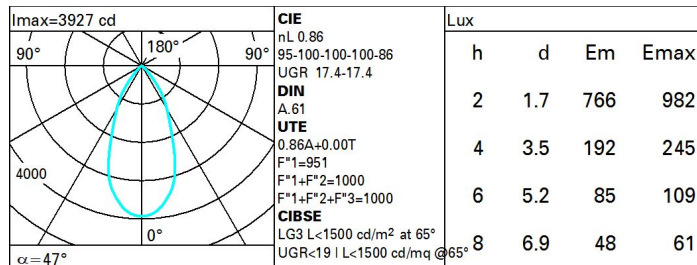 Imax=3927 cd
90° 180° 90°
4000
0°
α=47°
CIE
nL 0.86
95-100-100-100-86
UGR 17.4-17.4
DIN
A.61
UTE
0.86A+0.00T
F"1=951
F"1+F"2=1000
F"1+F"2+F"3=1000
CIBSE
LG3 L<1500 cd/m² at 65°
UGR<19 | L<1500 cd/mq @65°
Lux
h d Em Emax
2 1.7 766 982
4 3.5 192 245
6 5.2 85 109
8 6.9 48 61